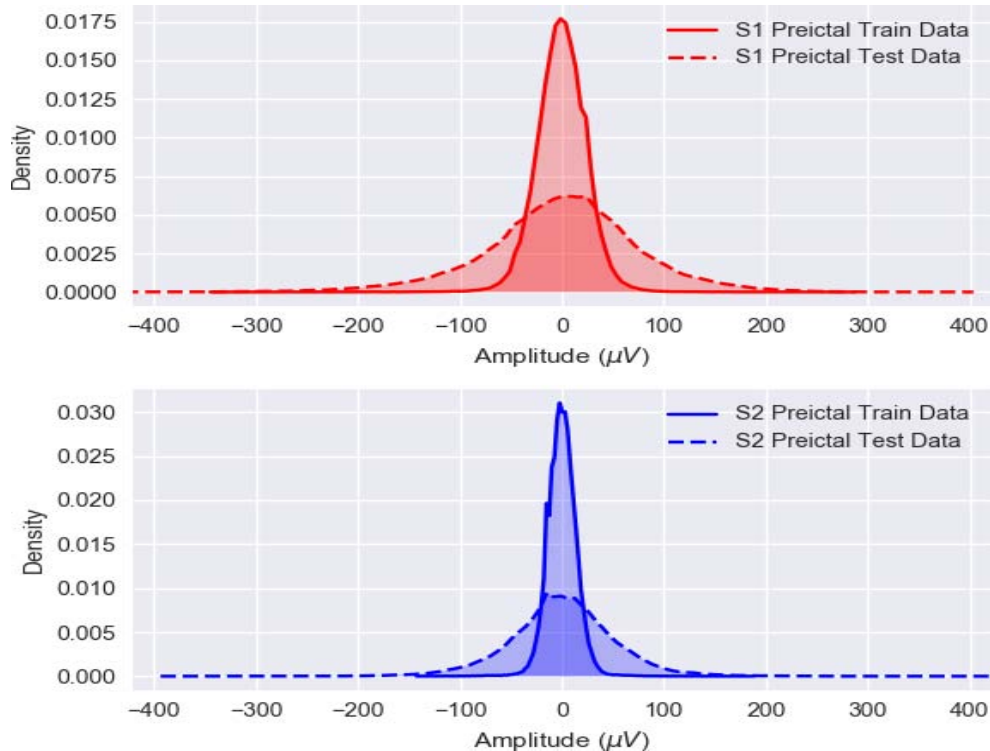 0.0175
0.0150
0.0125
0.0100
0.0075
0.0050
0.0025
0.0000
Density
S1 Preictal Train Data
S1 Preictal Test Data
−400 −300 −200 −100 0 100 200 300 400
Amplitude (μV)
0.030
0.025
0.020
0.015
0.010
0.005
0.000
Density
S2 Preictal Train Data
S2 Preictal Test Data
−400 −300 −200 −100 0 100 200 300 400
Amplitude (μV)